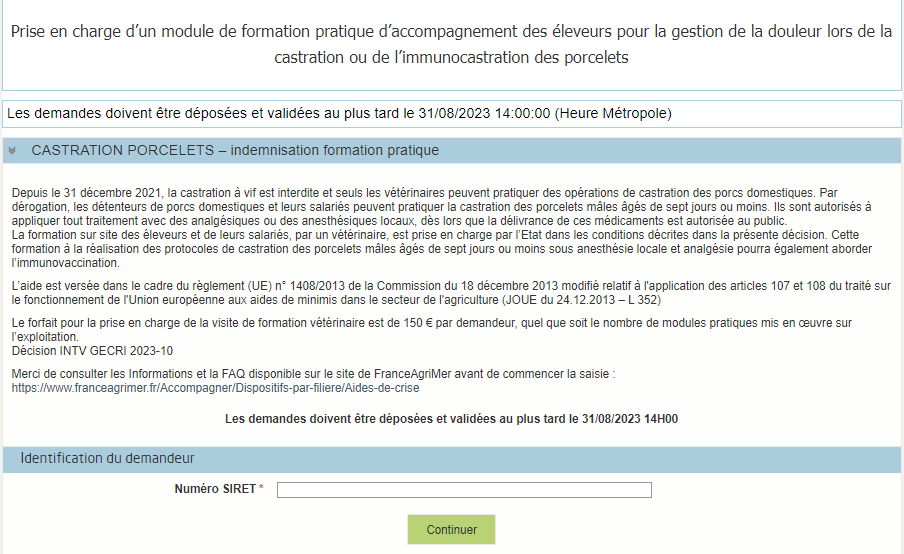 Prise en charge d’un module de formation pratique d’accompagnement des éleveurs pour la gestion de la douleur lors de la
castration ou de l’immunocastration des porcelets
Les demandes doivent être déposées et validées au plus tard le 31/08/2023 14:00:00 (Heure Métropole)
CASTRATION PORCELETS – indemnisation formation pratique
Depuis le 31 décembre 2021, la castration à vif est interdite et seuls les vétérinaires peuvent pratiquer des opérations de castration des porcs domestiques. Par
dérogation, les détenteurs de porcs domestiques et leurs salariés peuvent pratiquer la castration des porcelets mâles âgés de sept jours ou moins. Ils sont autorisés à
appliquer tout traitement avec des analgésiques ou des anesthésiques locaux, dès lors que la délivrance de ces médicaments est autorisée au public.
La formation sur site des éleveurs et de leurs salariés, par un vétérinaire, est prise en charge par l’Etat dans les conditions décrites dans la présente décision. Cette
formation à la réalisation des protocoles de castration des porcelets mâles âgés de sept jours ou moins sous anesthésie locale et analgésie pourra également aborder
l’immunovaccination.
L’aide est versée dans le cadre du règlement (UE) n° 1408/2013 de la Commission du 18 décembre 2013 modifié relatif à l'application des articles 107 et 108 du traité sur
le fonctionnement de l'Union européenne aux aides de minimis dans le secteur de l'agriculture (JOUE du 24.12.2013 – L 352)
Le forfait pour la prise en charge de la visite de formation vétérinaire est de 150 € par demandeur, quel que soit le nombre de modules pratiques mis en œuvre sur
l’exploitation.
Décision INTV GECRI 2023-10
Merci de consulter les Informations et la FAQ disponible sur le site de FranceAgriMer avant de commencer la saisie :
https://www.franceagrimer.fr/Accompagner/Dispositifs-par-filiere/Aides-de-crise
Les demandes doivent être déposées et validées au plus tard le 31/08/2023 14H00
Identification du demandeur
Numéro SIRET *
Continuer